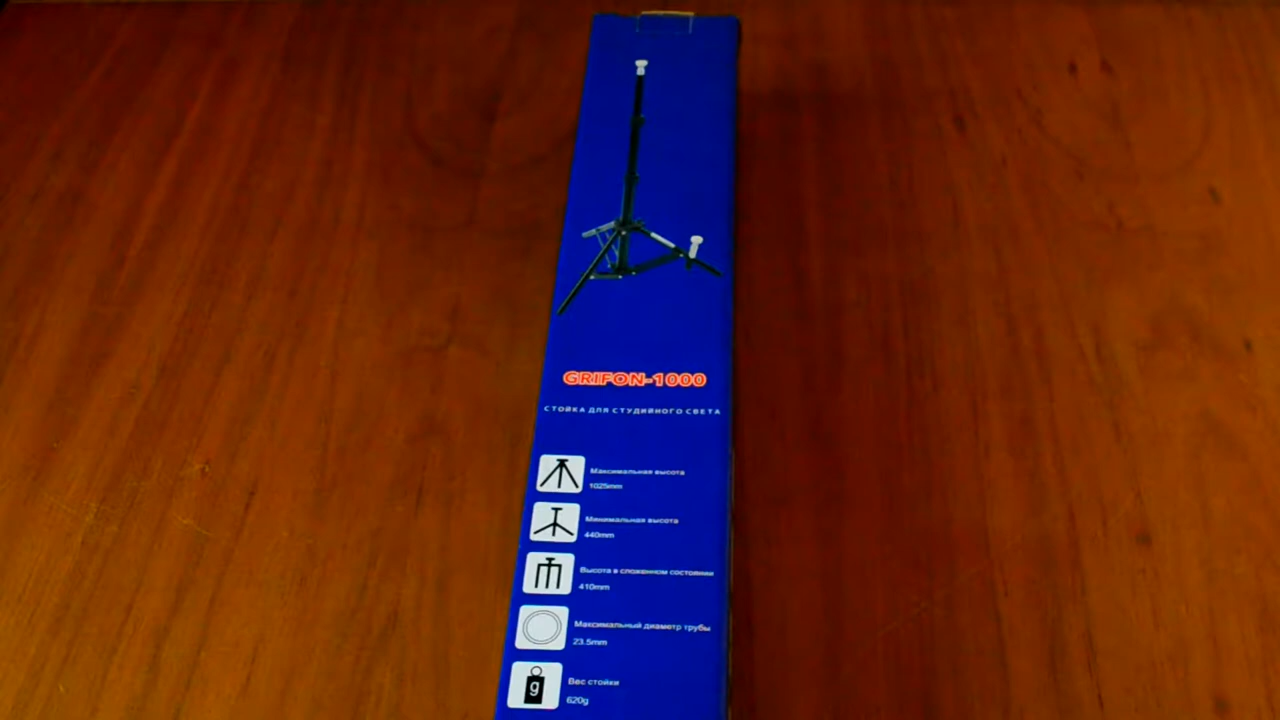 GRIFON-1000
СТОЙКА ДЛЯ СТУДИЙНОГО СВЕТА
Максимальная высота
1025mm
Минимальная высота
440mm
Высота в сложенном состоянии
410mm
Максимальный диаметр трубы
23.5mm
g
Вес стойки
620g